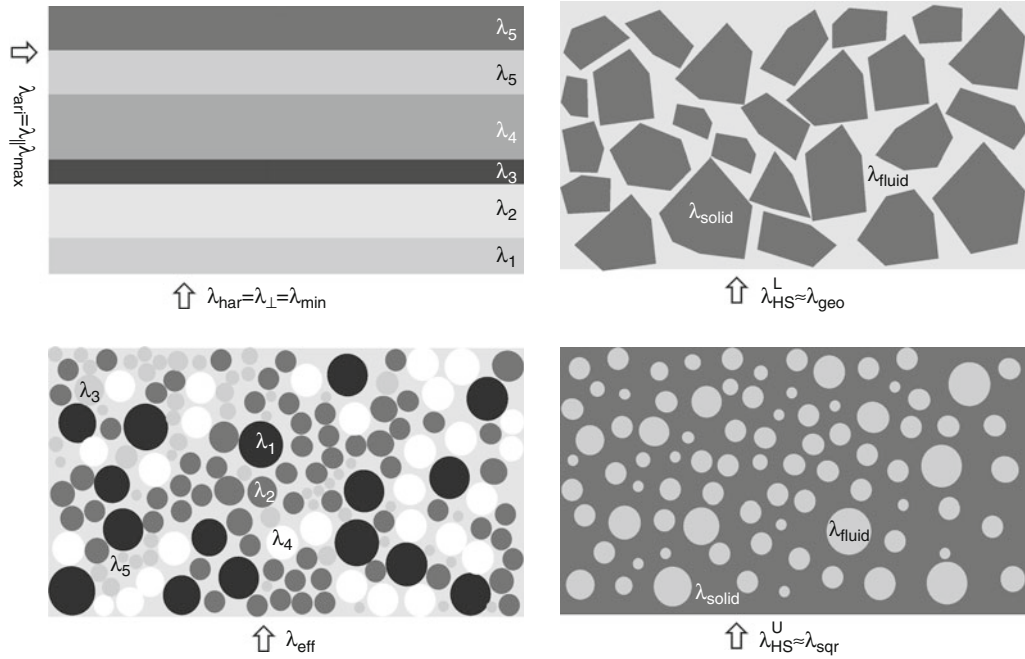 λ5
λ5
λ4
λ3
λ2
λ1
λari=λ||λmax
λhar=λ⊥=λmin
λfluid
λsolid
λHS^L≈λgeo
λ3
λ1
λ2
λ4
λ5
λeff
λfluid
λsolid
λHS^U≈λsqr